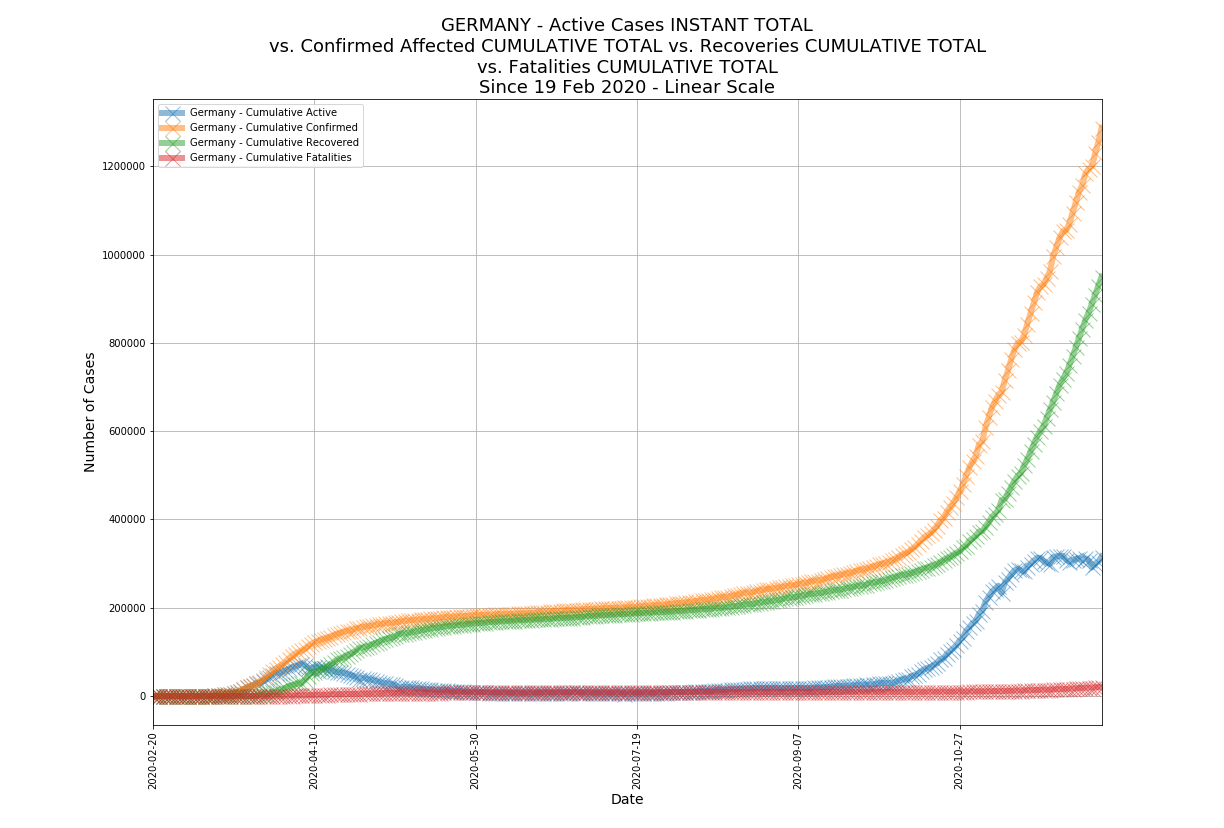 GERMANY - Active Cases INSTANT TOTAL
vs. Confirmed Affected CUMULATIVE TOTAL vs. Recoveries CUMULATIVE TOTAL
vs. Fatalities CUMULATIVE TOTAL
Since 19 Feb 2020 - Linear Scale
Germany - Cumulative Active
Germany - Cumulative Confirmed
Germany - Cumulative Recovered
Germany - Cumulative Fatalities
1200000
1000000
800000
600000
400000
200000
0
Number of Cases
2020-02-20
2020-04-10
2020-05-30
2020-07-19
2020-09-07
2020-10-27
Date